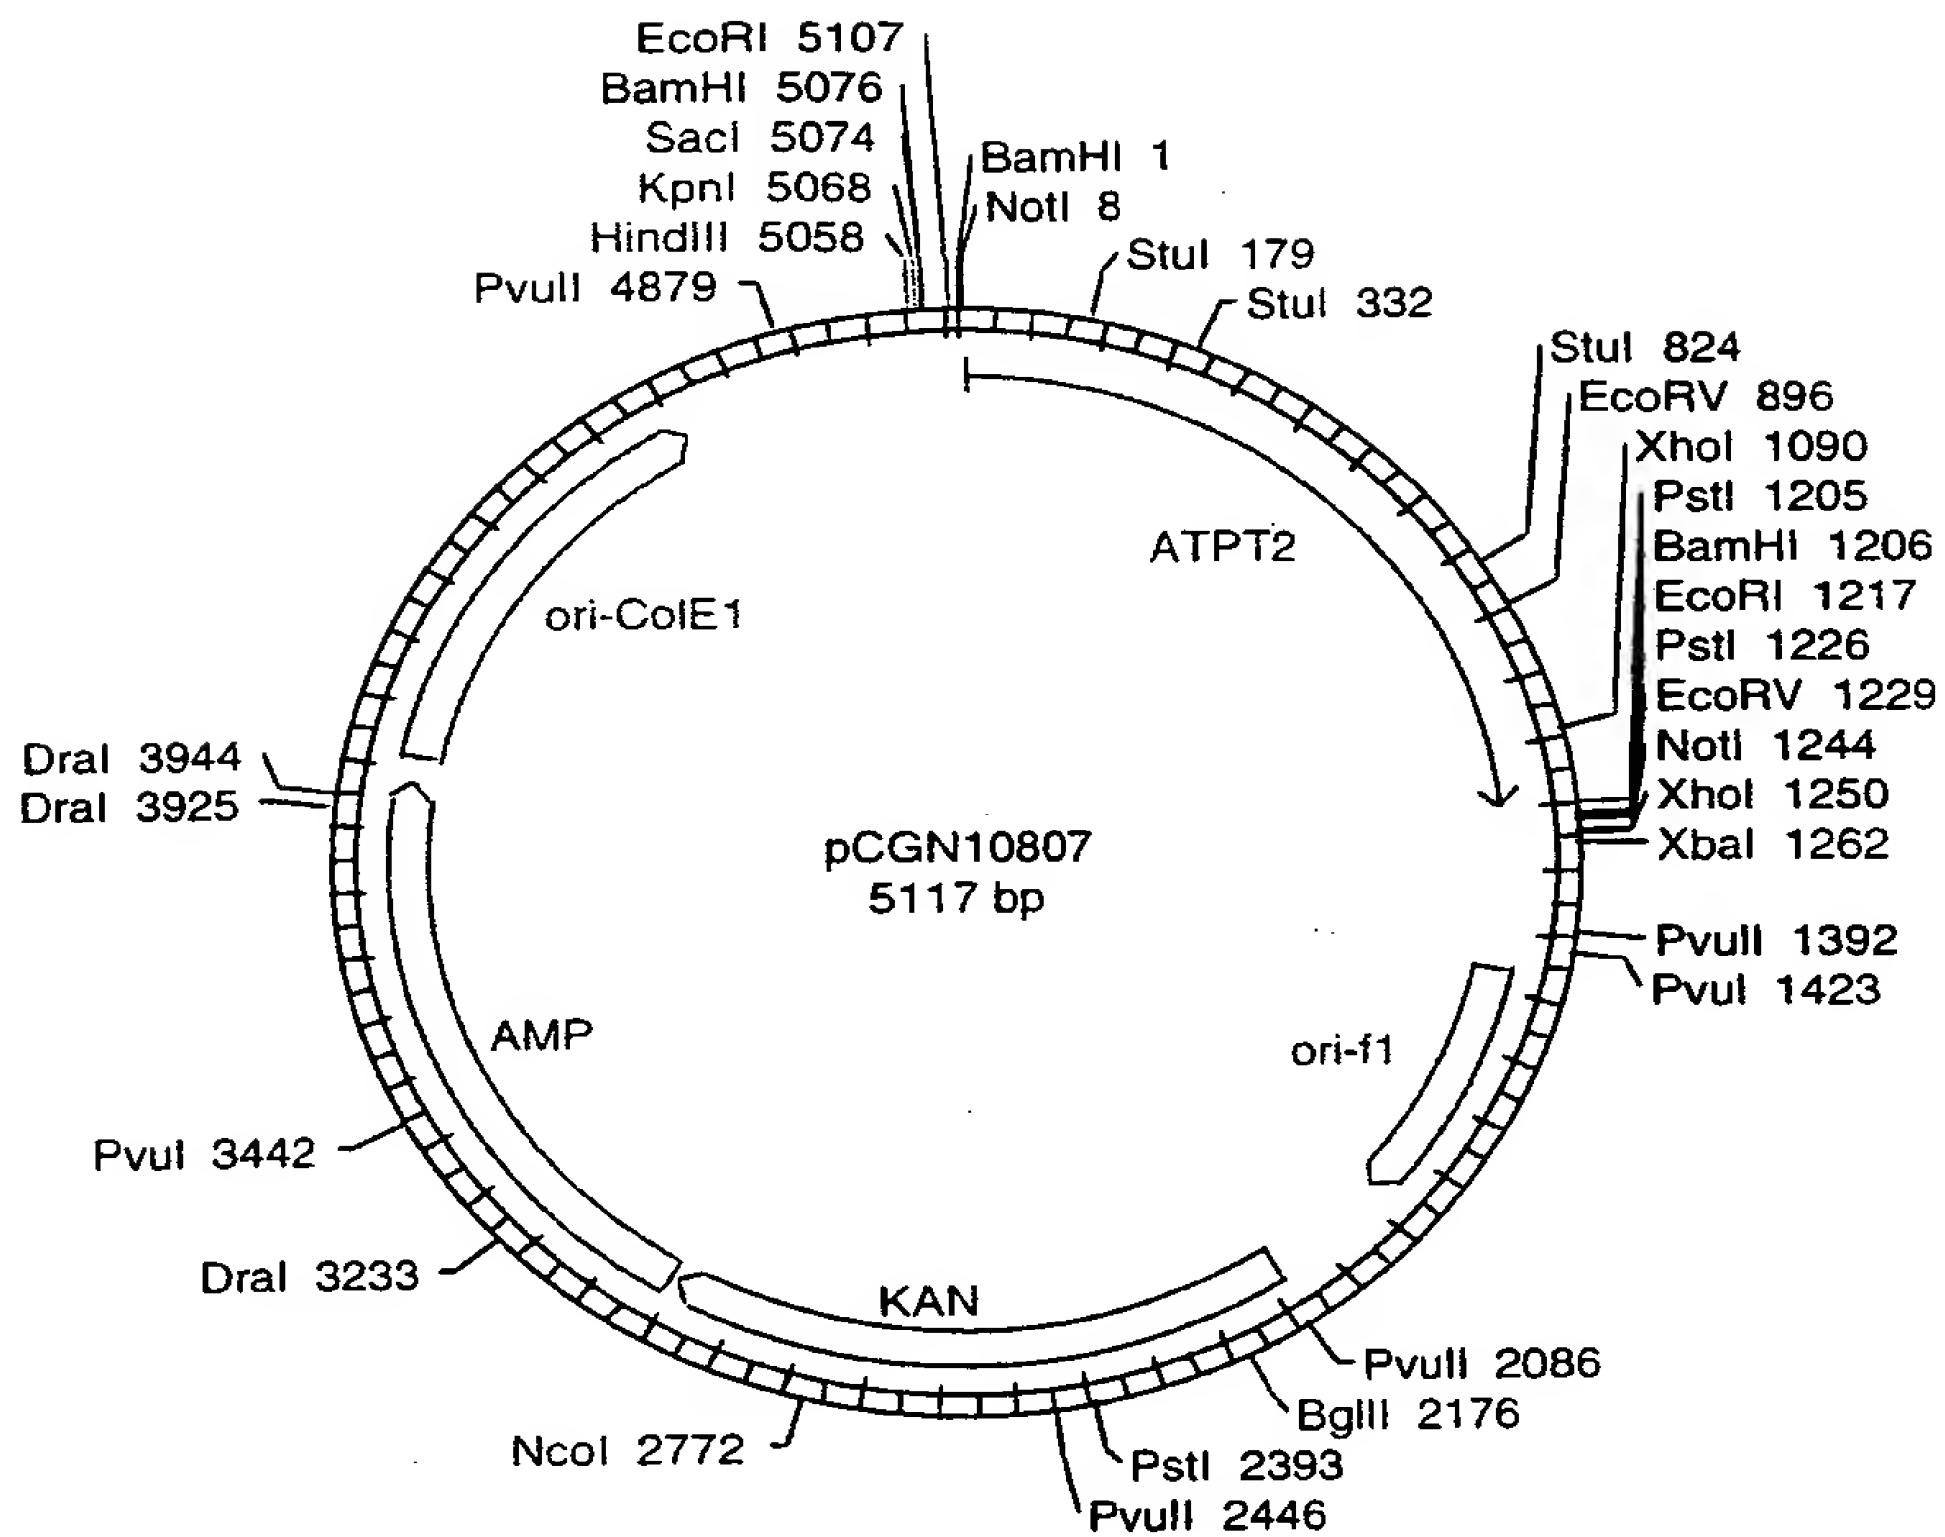 EcoRI 5107
BamHI 5076
SacI 5074
KpnI 5068
HindIII 5058
PvuII 4879
BamHI 1
NotI 8
StuI 179
StuI 332
StuI 824
EcoRV 896
XhoI 1090
PstI 1205
BamHI 1206
EcoRI 1217
PstI 1226
EcoRV 1229
NotI 1244
XhoI 1250
XbaI 1262
PvuII 1392
PvuI 1423
ATPT2
ori-ColE1
DraI 3944
DraI 3925
pCGN10807
5117 bp
AMP
ori-f1
PvuI 3442
DraI 3233
KAN
NcoI 2772
PvuII 2086
BglII 2176
PstI 2393
PvuII 2446